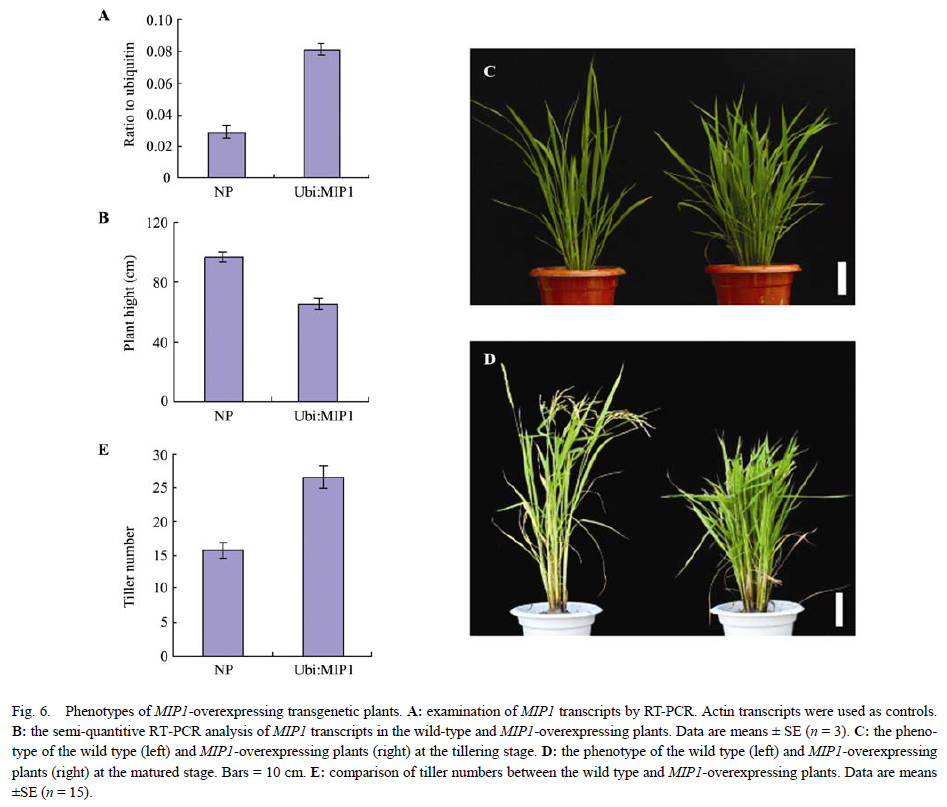 A
0.10
0.08
0.06
0.04
0.02
0
Ratio to ubiquitin
NP
Ubi:MIP1
B
120
80
40
0
Plant hight (cm)
NP
Ubi:MIP1
E
30
25
20
15
10
5
0
Tiller number
NP
Ubi:MIP1
C
D
Fig. 6. Phenotypes of MIP1-overexpressing transgenetic plants. A: examination of MIP1 transcripts by RT-PCR. Actin transcripts were used as controls.
B: the semi-quantitive RT-PCR analysis of MIP1 transcripts in the wild-type and MIP1-overexpressing plants. Data are means ± SE (n = 3). C: the pheno-
type of the wild type (left) and MIP1-overexpressing plants (right) at the tillering stage. D: the phenotype of the wild type (left) and MIP1-overexpressing
plants (right) at the matured stage. Bars = 10 cm. E: comparison of tiller numbers between the wild type and MIP1-overexpressing plants. Data are means
±SE (n = 15).